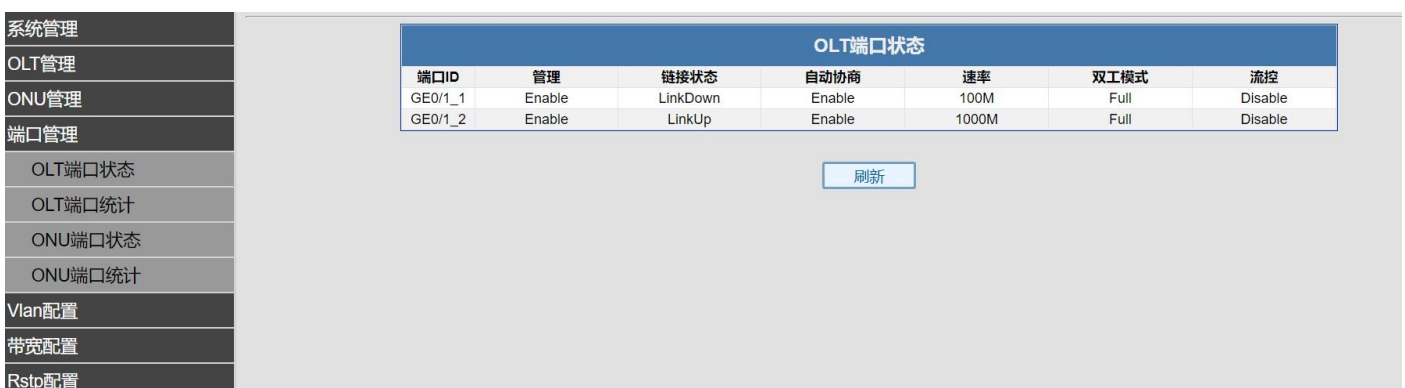 系统管理
OLT管理
ONU管理
端口管理
OLT端口状态
OLT端口统计
ONU端口状态
ONU端口统计
Vlan配置
带宽配置
Rstp配置
OLT端口状态
端口ID 管理 链接状态 自动协商 速率 双工模式 流控
GE0/1_1 Enable LinkDown Enable 100M Full Disable
GE0/1_2 Enable LinkUp Enable 1000M Full Disable
刷新